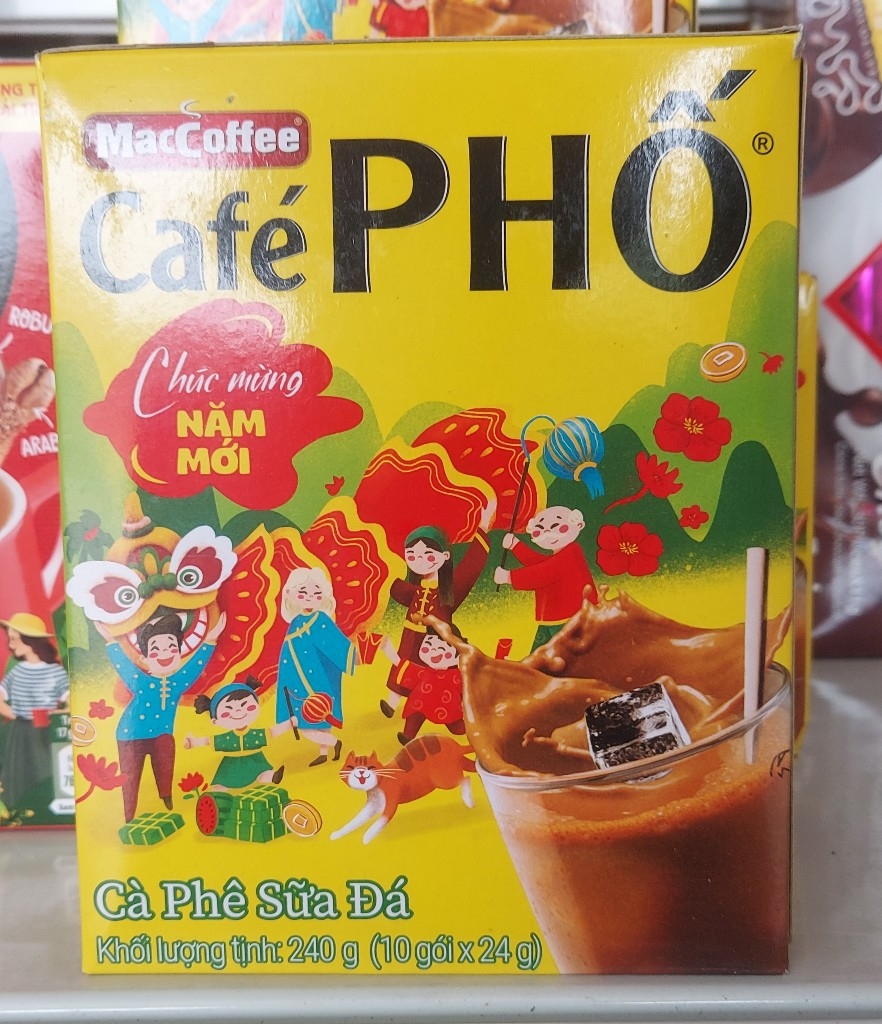 MacCoffee
Café PHỐ ®
Chúc mừng
NĂM
MỚI
Cà Phê Sữa Đá
Khối lượng tịnh: 240 g (10 gói x 24 g)